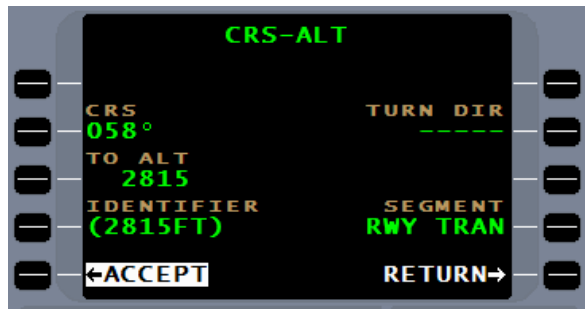 CRS-ALT
CRS TURN DIR
058° -----
TO ALT
2815
IDENTIFIER SEGMENT
(2815FT) RWY TRAN
←ACCEPT RETURN→